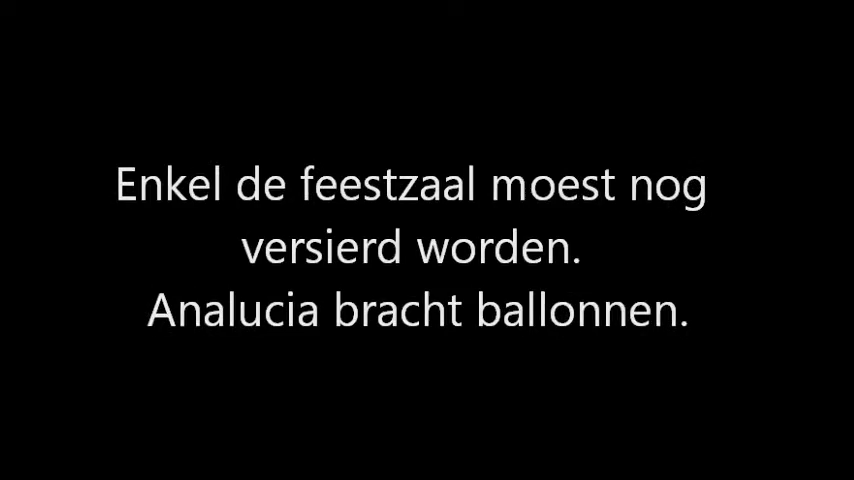 Enkel de feestzaal moest nog
versierd worden.
Analucia bracht ballonnen.